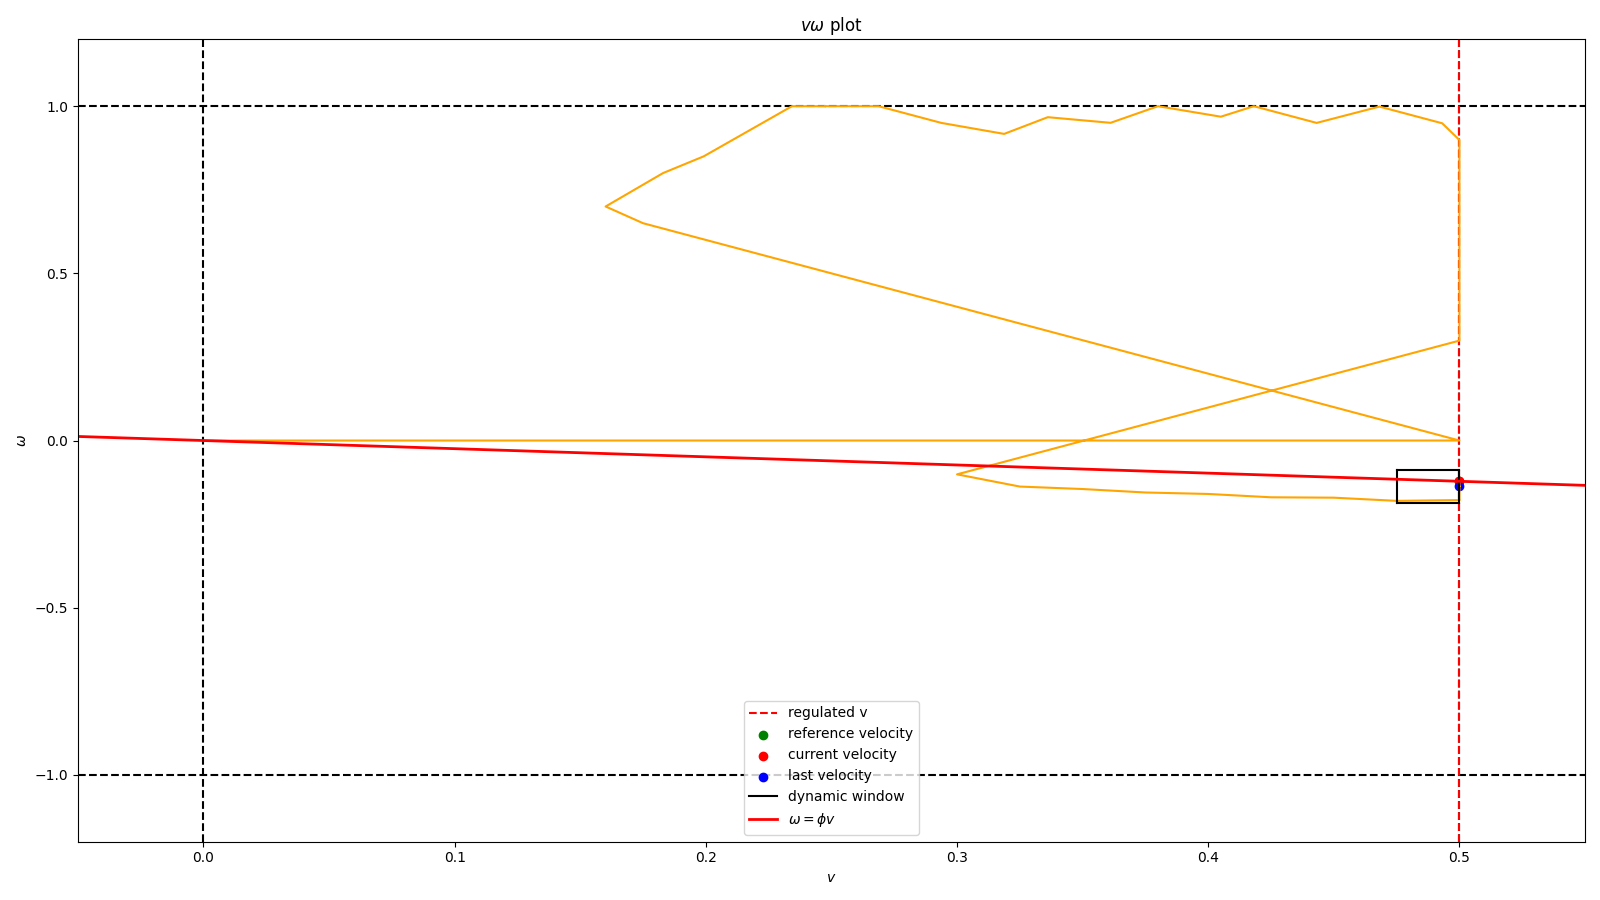 vω plot
1.0
0.5
0.0
−0.5
−1.0
ω
0.0 0.1 0.2 0.3 0.4 0.5
v
regulated v
reference velocity
current velocity
last velocity
dynamic window
ω = ϕv